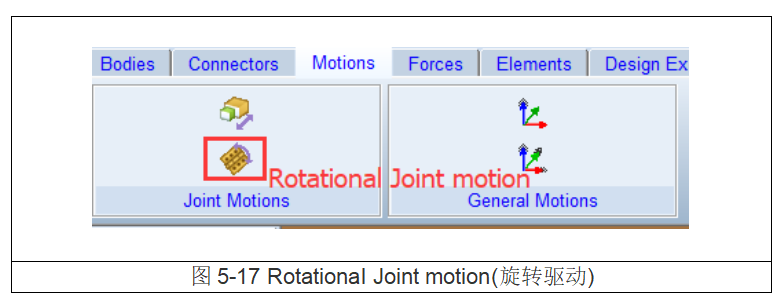 Bodies Connectors Motions Forces Elements Design Ex
Rotational Joint motion
Joint Motions General Motions
图 5-17 Rotational Joint motion(旋转驱动)